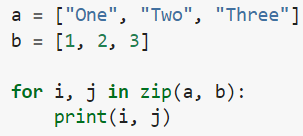 a = ["One", "Two", "Three"]
b = [1, 2, 3]

for i, j in zip(a, b):
    print(i, j)